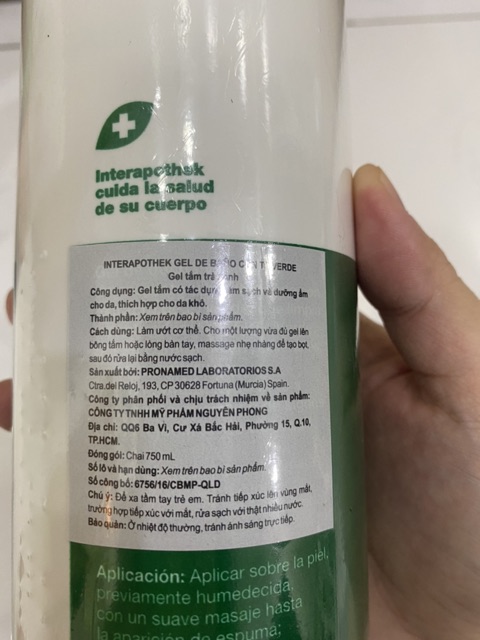 Interapothek
cuida la salud
de su cuerpo
INTERAPOTHEK GEL DE BAÑO CON TÉ VERDE
Gel tắm trà xanh
Công dụng: Gel tắm có tác dụng làm sạch và dưỡng ẩm
cho da, thích hợp cho da khô.
Thành phần: Xem trên bao bì sản phẩm.
Cách dùng: Làm ướt cơ thể. Cho một lượng vừa đủ gel lên
bông tắm hoặc lòng bàn tay, massage nhẹ nhàng để tạo bọt,
sau đó rửa lại bằng nước sạch.
Sản xuất bởi: PRONAMED LABORATORIOS S.A
Ctra.del Reloj, 193, CP 30628 Fortuna (Murcia) Spain.
Công ty phân phối và chịu trách nhiệm về sản phẩm:
CÔNG TY TNHH MỸ PHẨM NGUYÊN PHONG
Địa chỉ: QQ6 Ba Vì, Cư Xá Bắc Hải, Phường 15, Q.10,
TP.HCM.
Đóng gói: Chai 750 mL
Số lô và hạn dùng: Xem trên bao bì sản phẩm.
Số công bố: 6756/16/CBMP-QLD
Chú ý: Để xa tầm tay trẻ em. Tránh tiếp xúc lên vùng mắt,
trường hợp tiếp xúc với mắt, rửa sạch với thật nhiều nước.
Bảo quản: Ở nhiệt độ thường, tránh ánh sáng trực tiếp.
Aplicación: Aplicar sobre la piel,
previamente humedecida,
con un suave masaje hasta
la aparición de espuma;